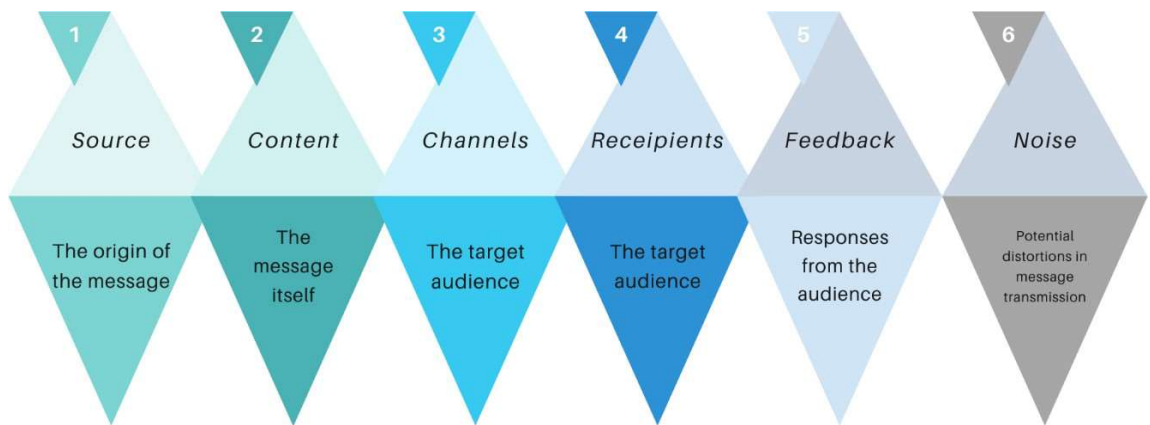 1
Source
The origin of
the message
2
Content
The
message
itself
3
Channels
The target
audience
4
Receipients
The target
audience
5
Feedback
Responses
from the
audience
6
Noise
Potential
distortions in
message
transmission